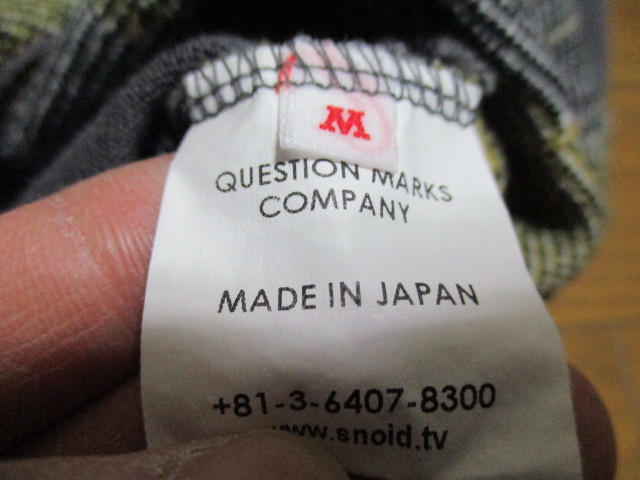 M
QUESTION MARKS
COMPANY
MADE IN JAPAN
+81-3-6407-8300
www.snoid.tv